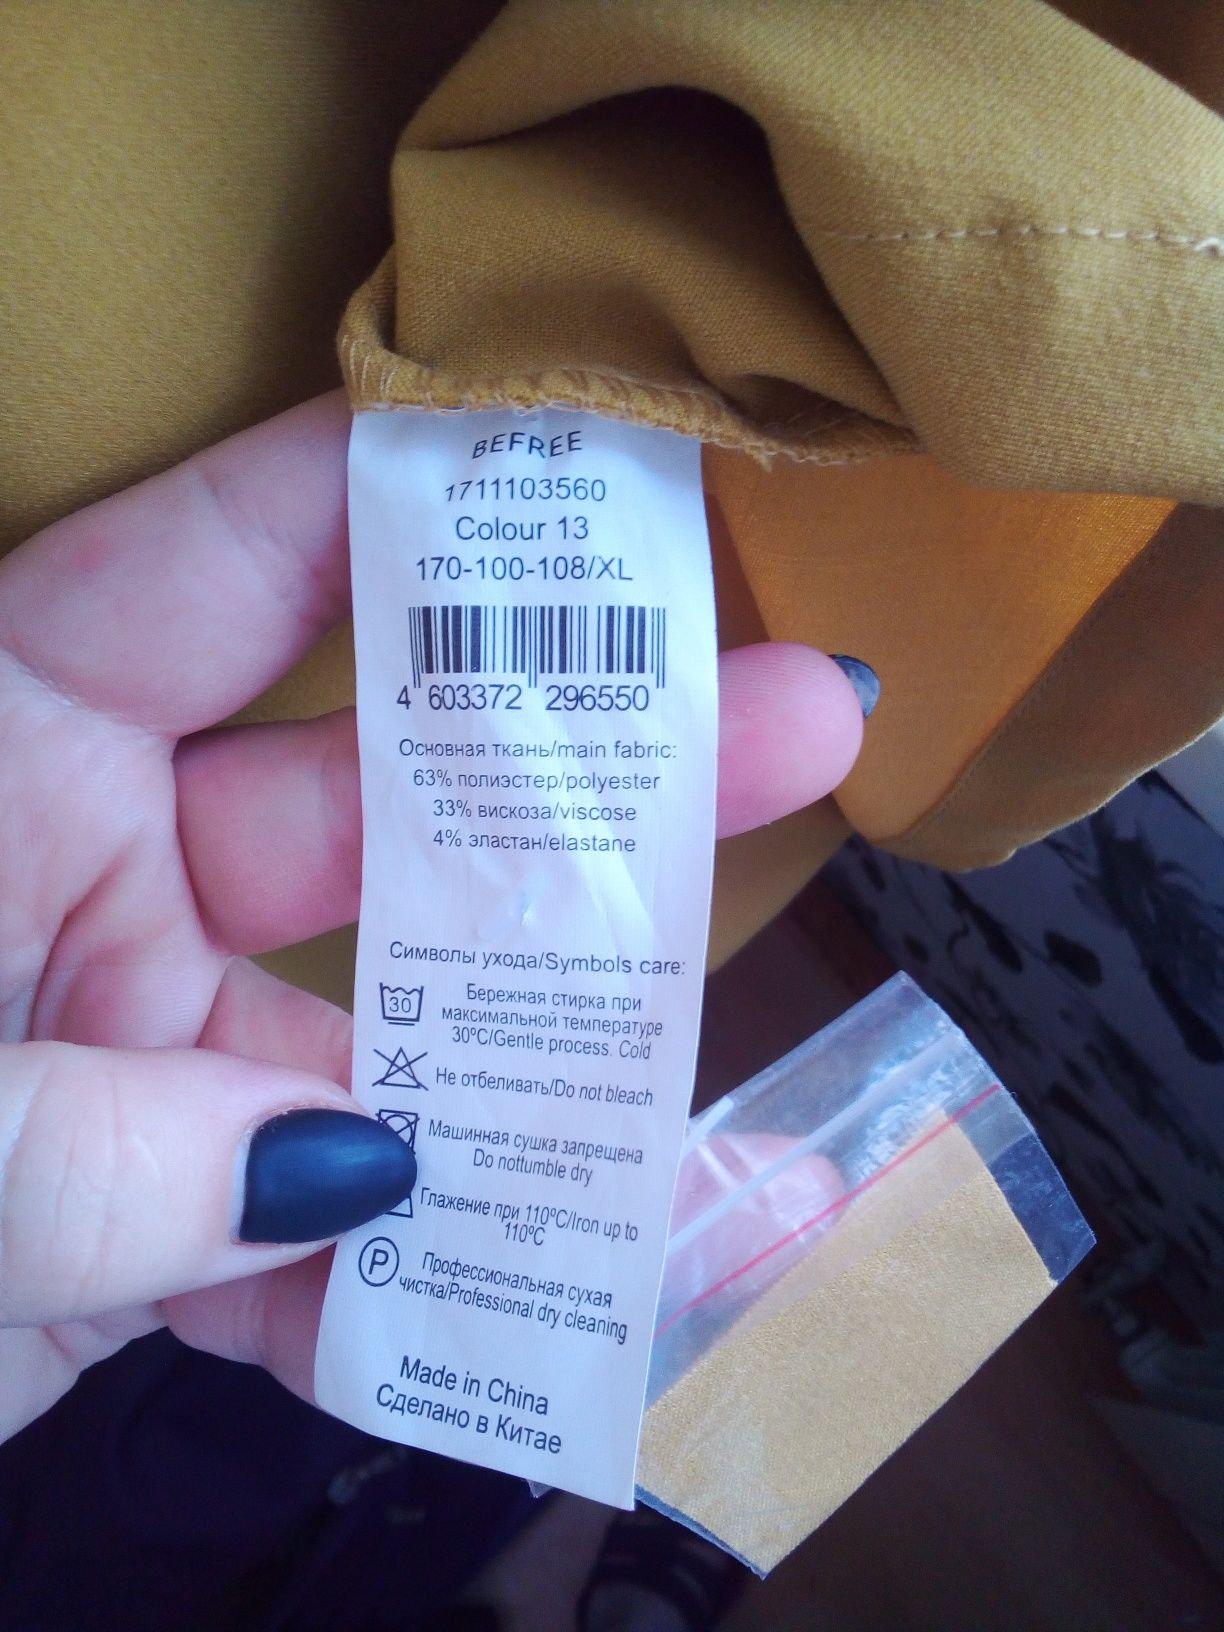 BEFREE
1711103560
Colour 13
170-100-108/XL
4 603372 296550
Основная ткань/main fabric:
63% полиэстер/polyester
33% вискоза/viscose
4% эластан/elastane
Символы ухода/Symbols care:
30
Бережная стирка при
максимальной температуре
30°C/Gentle process. Cold
Не отбеливать/Do not bleach
Машинная сушка запрещена
Do nottumble dry
Глажение при 110°C/Iron up to
110°C
P
Профессиональная сухая
чистка/Professional dry cleaning
Made in China
Сделано в Китае